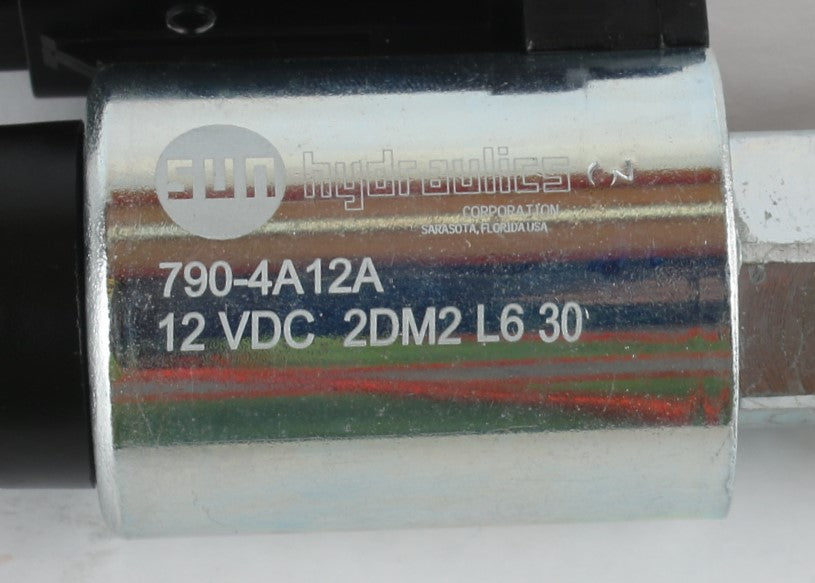 sun hydraulics
CORPORATION
SARASOTA, FLORIDA USA
790-4A12A
12 VDC 2DM2 L6 30